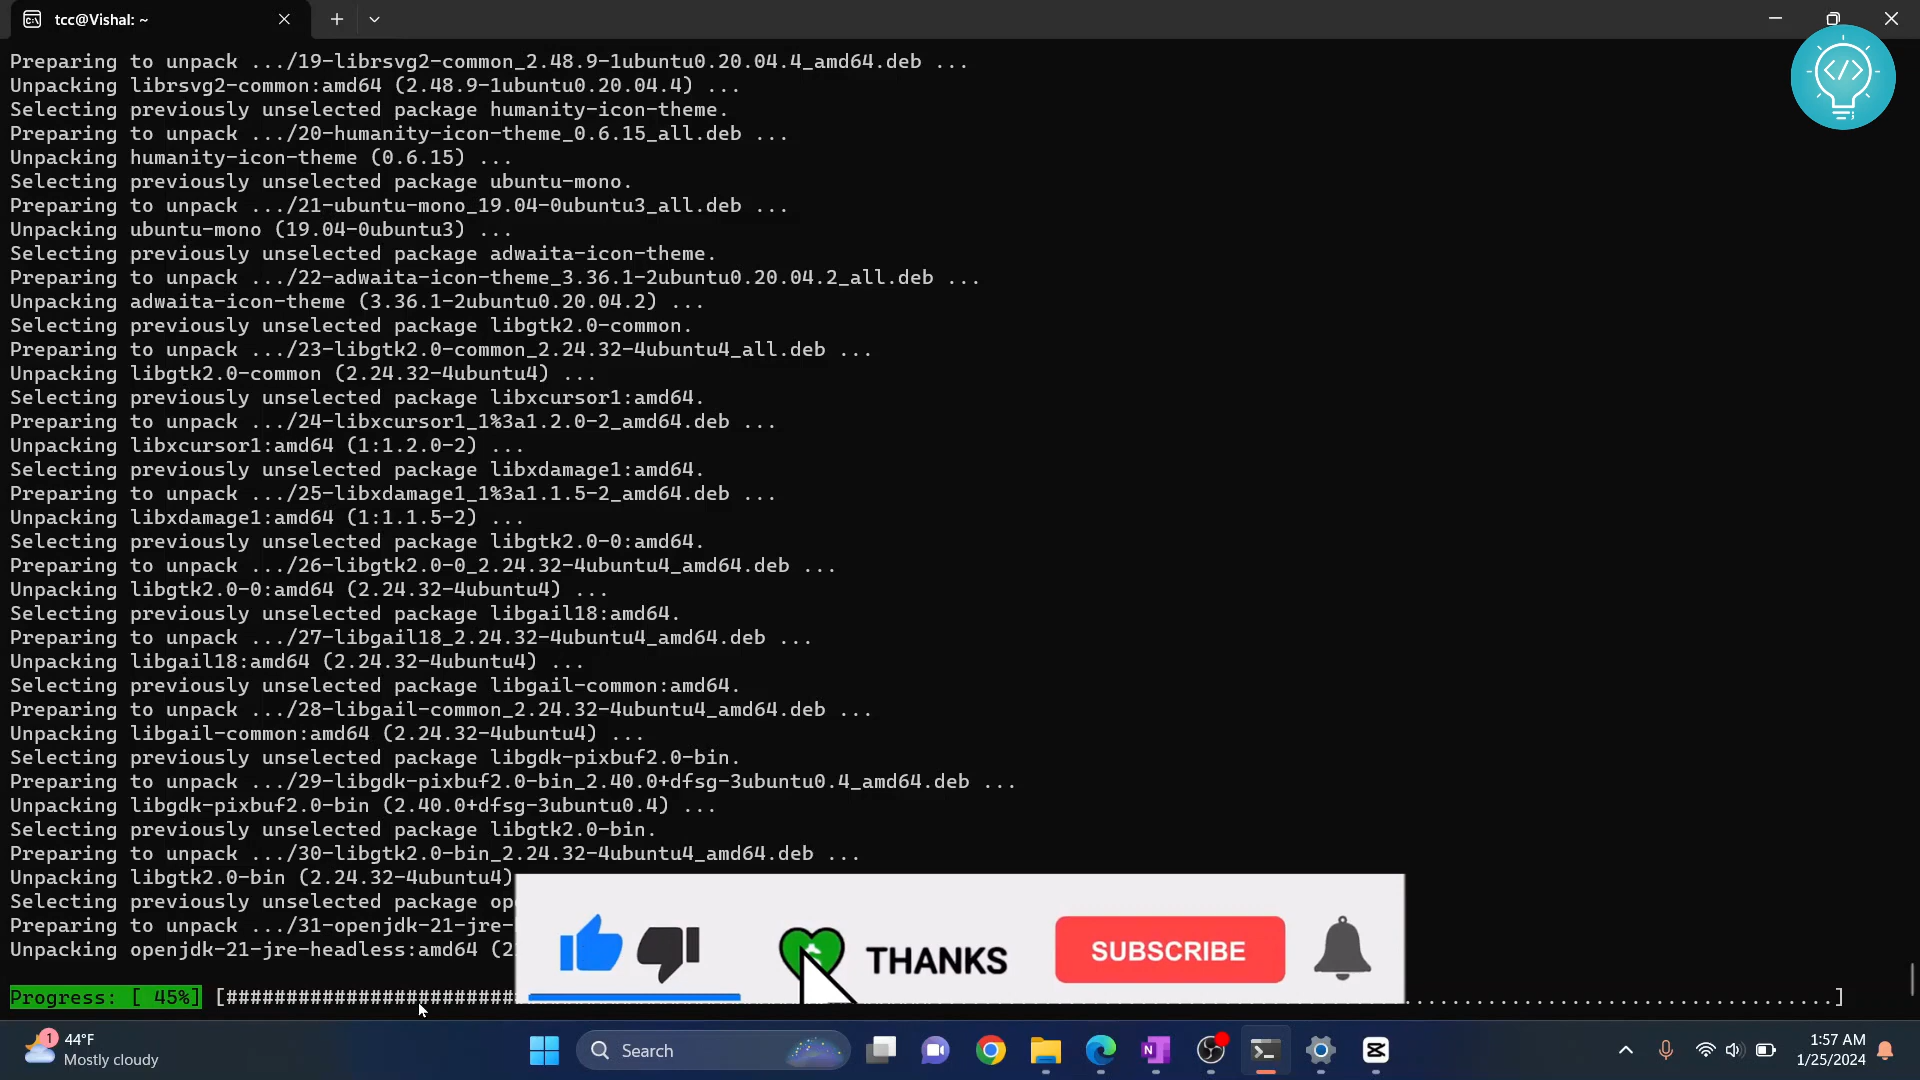 tcc@Vishal: ~
Preparing to unpack .../19-librsvg2-common_2.48.9-1ubuntu0.20.04.4_amd64.deb ...
Unpacking librsvg2-common:amd64 (2.48.9-1ubuntu0.20.04.4) ...
Selecting previously unselected package humanity-icon-theme.
Preparing to unpack .../20-humanity-icon-theme_0.6.15_all.deb ...
Unpacking humanity-icon-theme (0.6.15) ...
Selecting previously unselected package ubuntu-mono.
Preparing to unpack .../21-ubuntu-mono_19.04-0ubuntu3_all.deb ...
Unpacking ubuntu-mono (19.04-0ubuntu3) ...
Selecting previously unselected package adwaita-icon-theme.
Preparing to unpack .../22-adwaita-icon-theme_3.36.1-2ubuntu0.20.04.2_all.deb ...
Unpacking adwaita-icon-theme (3.36.1-2ubuntu0.20.04.2) ...
Selecting previously unselected package libgtk2.0-common.
Preparing to unpack .../23-libgtk2.0-common_2.24.32-4ubuntu4_all.deb ...
Unpacking libgtk2.0-common (2.24.32-4ubuntu4) ...
Selecting previously unselected package libxcursor1:amd64.
Preparing to unpack .../24-libxcursor1_1%3a1.2.0-2_amd64.deb ...
Unpacking libxcursor1:amd64 (1:1.2.0-2) ...
Selecting previously unselected package libxdamage1:amd64.
Preparing to unpack .../25-libxdamage1_1%3a1.1.5-2_amd64.deb ...
Unpacking libxdamage1:amd64 (1:1.1.5-2) ...
Selecting previously unselected package libgtk2.0-0:amd64.
Preparing to unpack .../26-libgtk2.0-0_2.24.32-4ubuntu4_amd64.deb ...
Unpacking libgtk2.0-0:amd64 (2.24.32-4ubuntu4) ...
Selecting previously unselected package libgail18:amd64.
Preparing to unpack .../27-libgail18_2.24.32-4ubuntu4_amd64.deb ...
Unpacking libgail18:amd64 (2.24.32-4ubuntu4) ...
Selecting previously unselected package libgail-common:amd64.
Preparing to unpack .../28-libgail-common_2.24.32-4ubuntu4_amd64.deb ...
Unpacking libgail-common:amd64 (2.24.32-4ubuntu4) ...
Selecting previously unselected package libgdk-pixbuf2.0-bin.
Preparing to unpack .../29-libgdk-pixbuf2.0-bin_2.40.0+dfsg-3ubuntu0.4_amd64.deb ...
Unpacking libgdk-pixbuf2.0-bin (2.40.0+dfsg-3ubuntu0.4) ...
Selecting previously unselected package libgtk2.0-bin.
Preparing to unpack .../30-libgtk2.0-bin_2.24.32-4ubuntu4_amd64.deb ...
Unpacking libgtk2.0-bin (2.24.32-4ubuntu4)
Selecting previously unselected package op
Preparing to unpack .../31-openjdk-21-jre-
Unpacking openjdk-21-jre-headless:amd64 (2
THANKS
SUBSCRIBE
Progress: [ 45%] [######################## ....................................]
44°F
Mostly cloudy
1
Search
1:57 AM
1/25/2024